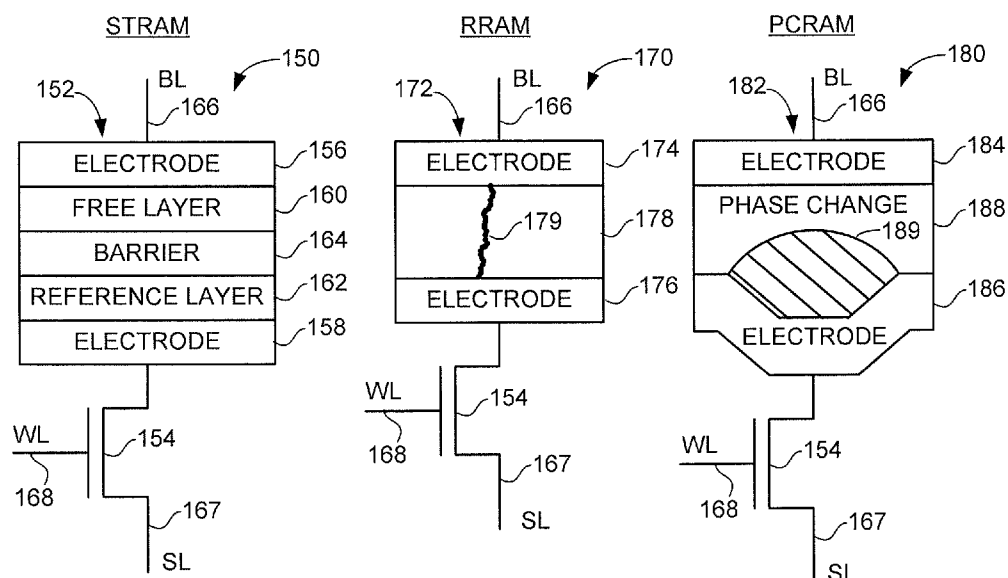 STRAM
150
BL
152
166
ELECTRODE
156
FREE LAYER
160
BARRIER
164
REFERENCE LAYER
162
ELECTRODE
158
WL
154
168
167
SL
RRAM
170
BL
172
166
ELECTRODE
174
179
178
ELECTRODE
176
154
WL
168
167
SL
PCRAM
180
BL
182
166
ELECTRODE
184
PHASE CHANGE
188
189
186
ELECTRODE
WL
154
168
167
SL